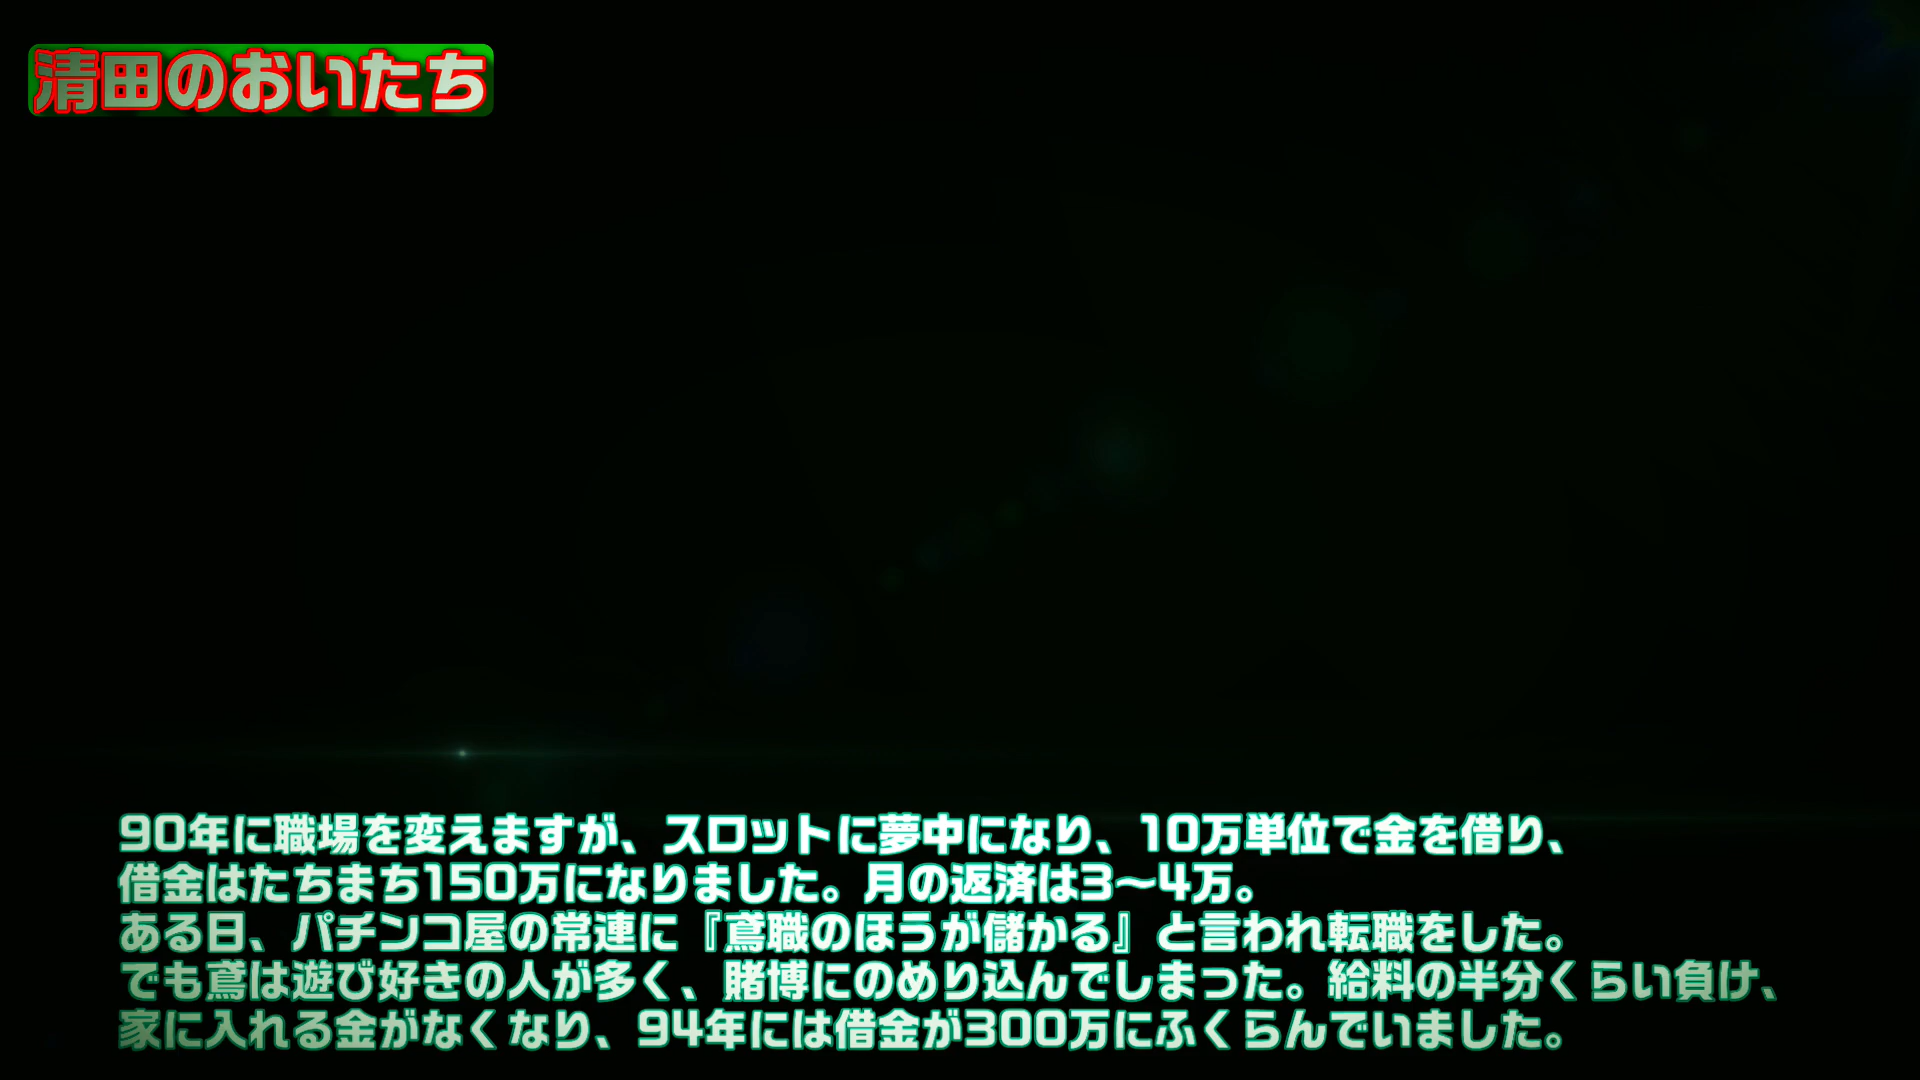 清田のおいたち
90年に職場を変えますが、スロットに夢中になり、10万単位で金を借り、
借金はたちまち150万になりました。月の返済は3〜4万。
ある日、パチンコ屋の常連に『鳶職のほうが儲かる』と言われ転職をした。
でも鳶は遊び好きの人が多く、賭博にのめり込んでしまった。給料の半分くらい負け、
家に入れる金がなくなり、94年には借金が300万にふくらんでいました。